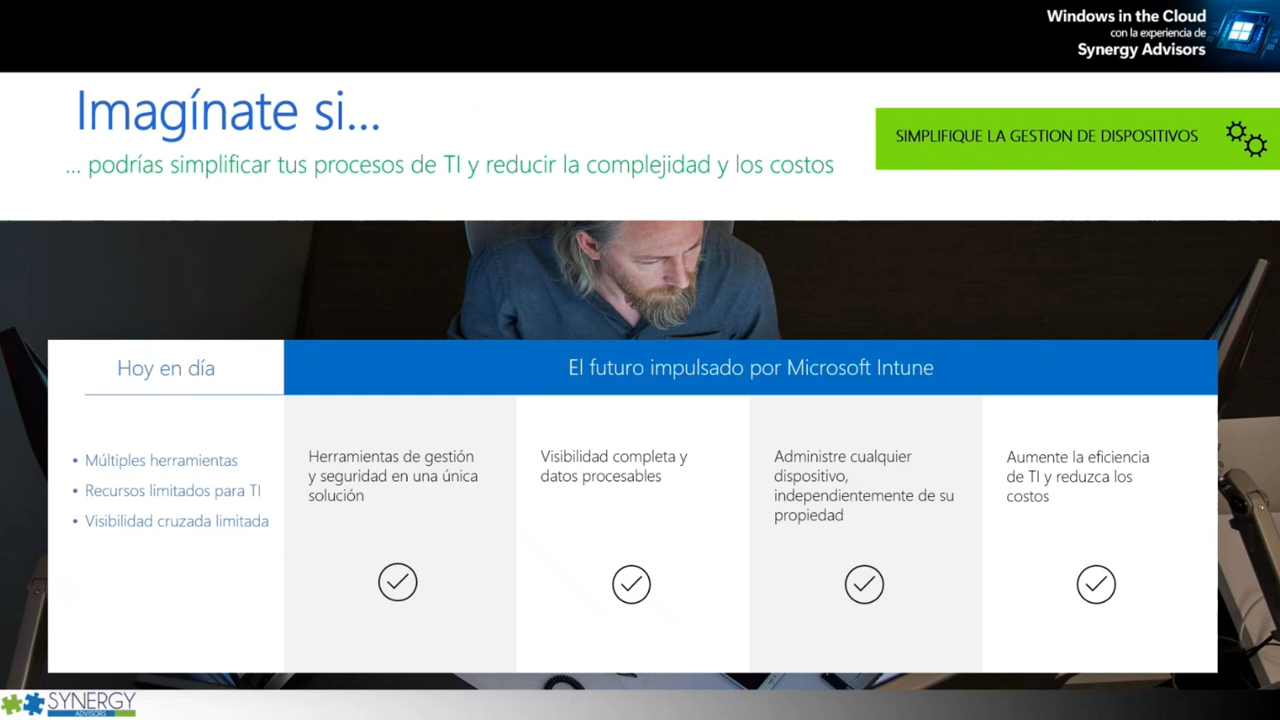 Windows in the Cloud
con la experiencia de
Synergy Advisors
Imagínate si...
... podrías simplificar tus procesos de TI y reducir la complejidad y los costos
SIMPLIFIQUE LA GESTION DE DISPOSITIVOS
Hoy en día
El futuro impulsado por Microsoft Intune
• Múltiples herramientas
• Recursos limitados para TI
• Visibilidad cruzada limitada
Herramientas de gestión
y seguridad en una única
solución
Visibilidad completa y
datos procesables
Administre cualquier
dispositivo,
independientemente de su
propiedad
Aumente la eficiencia
de TI y reduzca los
costos
SYNERGY
ADVISORS